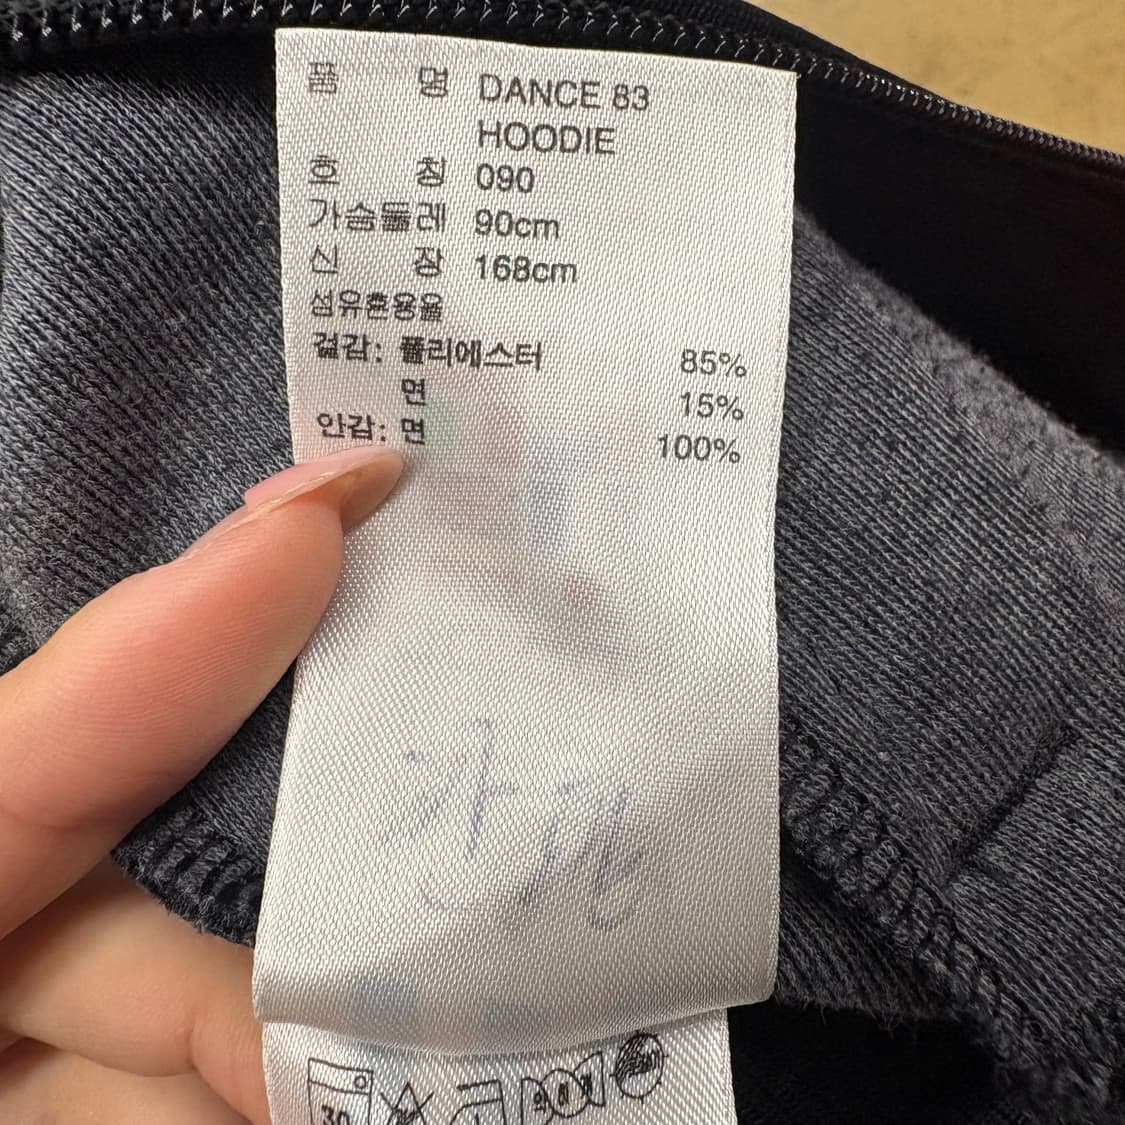 품 명 DANCE 83
HOODIE
호 칭 090
가슴둘레 90cm
신 장 168cm
섬유혼용율
겉감: 폴리에스터 85%
면 15%
안감: 면 100%
30